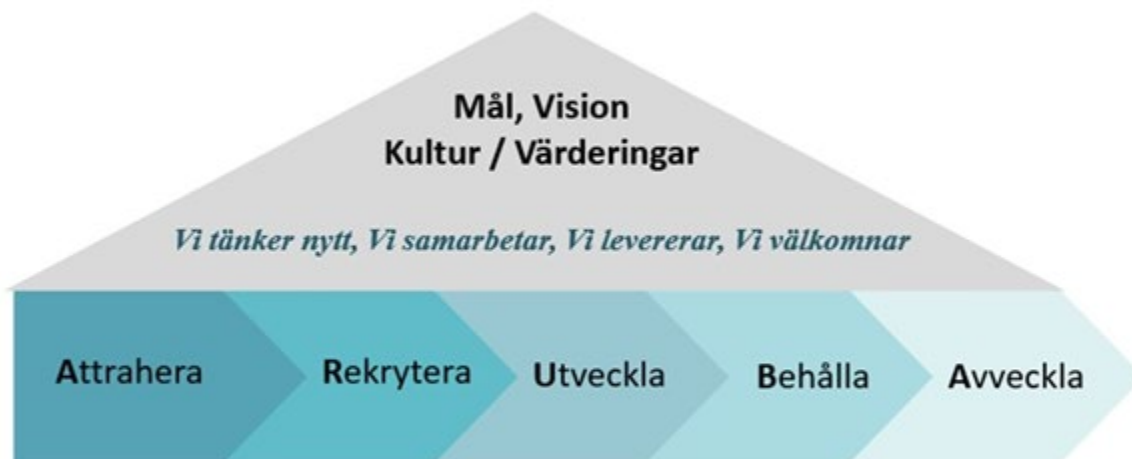 Mål, Vision
Kultur / Värderingar
Vi tänker nytt, Vi samarbetar, Vi levererar, Vi välkomnar
Attrahera
Rekrytera
Utveckla
Behålla
Avveckla